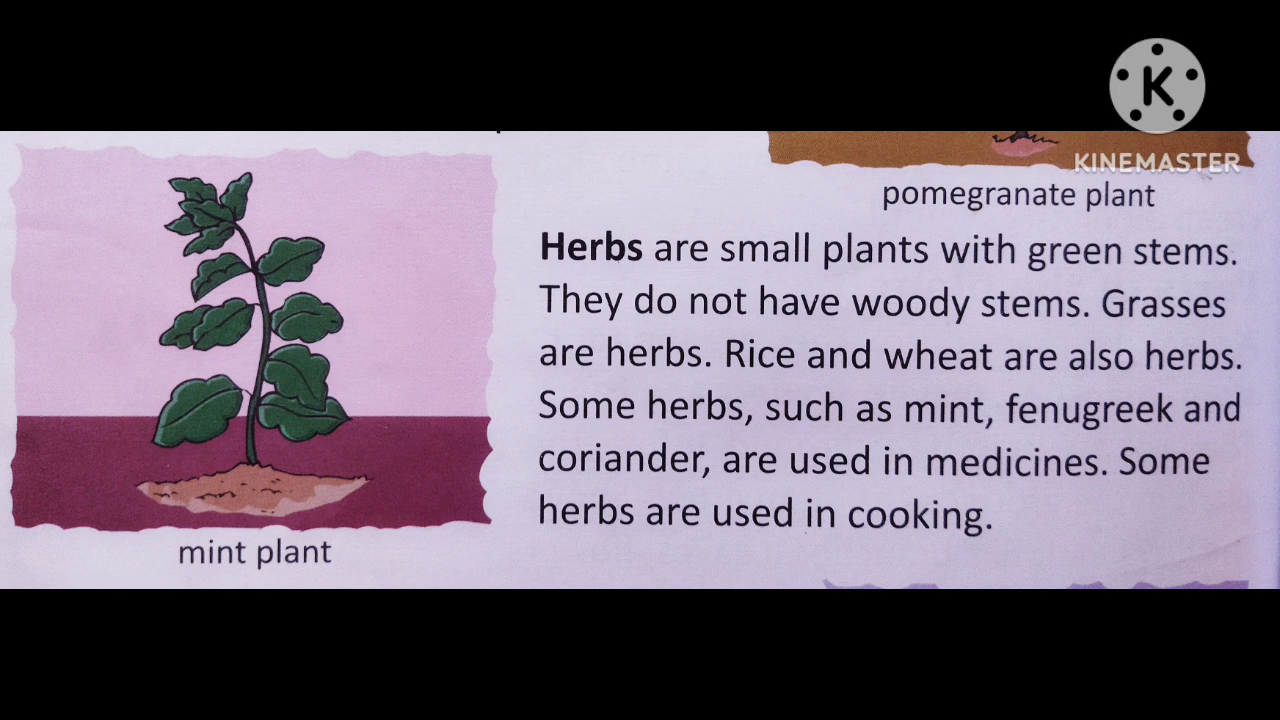 K
KINEMASTER
pomegranate plant
Herbs are small plants with green stems.
They do not have woody stems. Grasses
are herbs. Rice and wheat are also herbs.
Some herbs, such as mint, fenugreek and
coriander, are used in medicines. Some
herbs are used in cooking.
mint plant